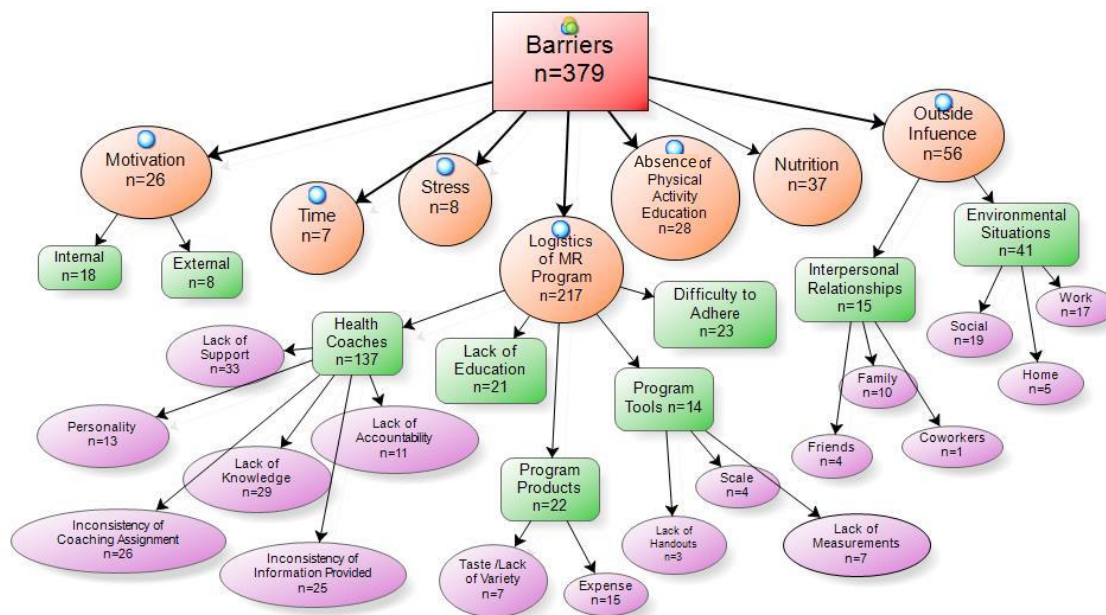 Barriers
n=379
Motivation
n=26
Internal
n=18
External
n=8
Time
n=7
Stress
n=8
Logistics
of MR
Program
n=217
Absence of
Physical
Activity
Education
n=28
Nutrition
n=37
Outside
Infuence
n=56
Health
Coaches
n=137
Lack of
Support
n=33
Personality
n=13
Inconsistency of
Coaching Assignment
n=26
Lack of
Knowledge
n=29
Inconsistency of
Information Provided
n=25
Lack of
Accountability
n=11
Lack of
Education
n=21
Program
Products
n=22
Taste /Lack
of Variety
n=7
Expense
n=15
Program
Tools n=14
Lack of
Handouts
n=3
Scale
n=4
Lack of
Measurements
n=7
Difficulty to
Adhere
n=23
Interpersonal
Relationships
n=15
Friends
n=4
Family
n=10
Coworkers
n=1
Environmental
Situations
n=41
Social
n=19
Home
n=5
Work
n=17